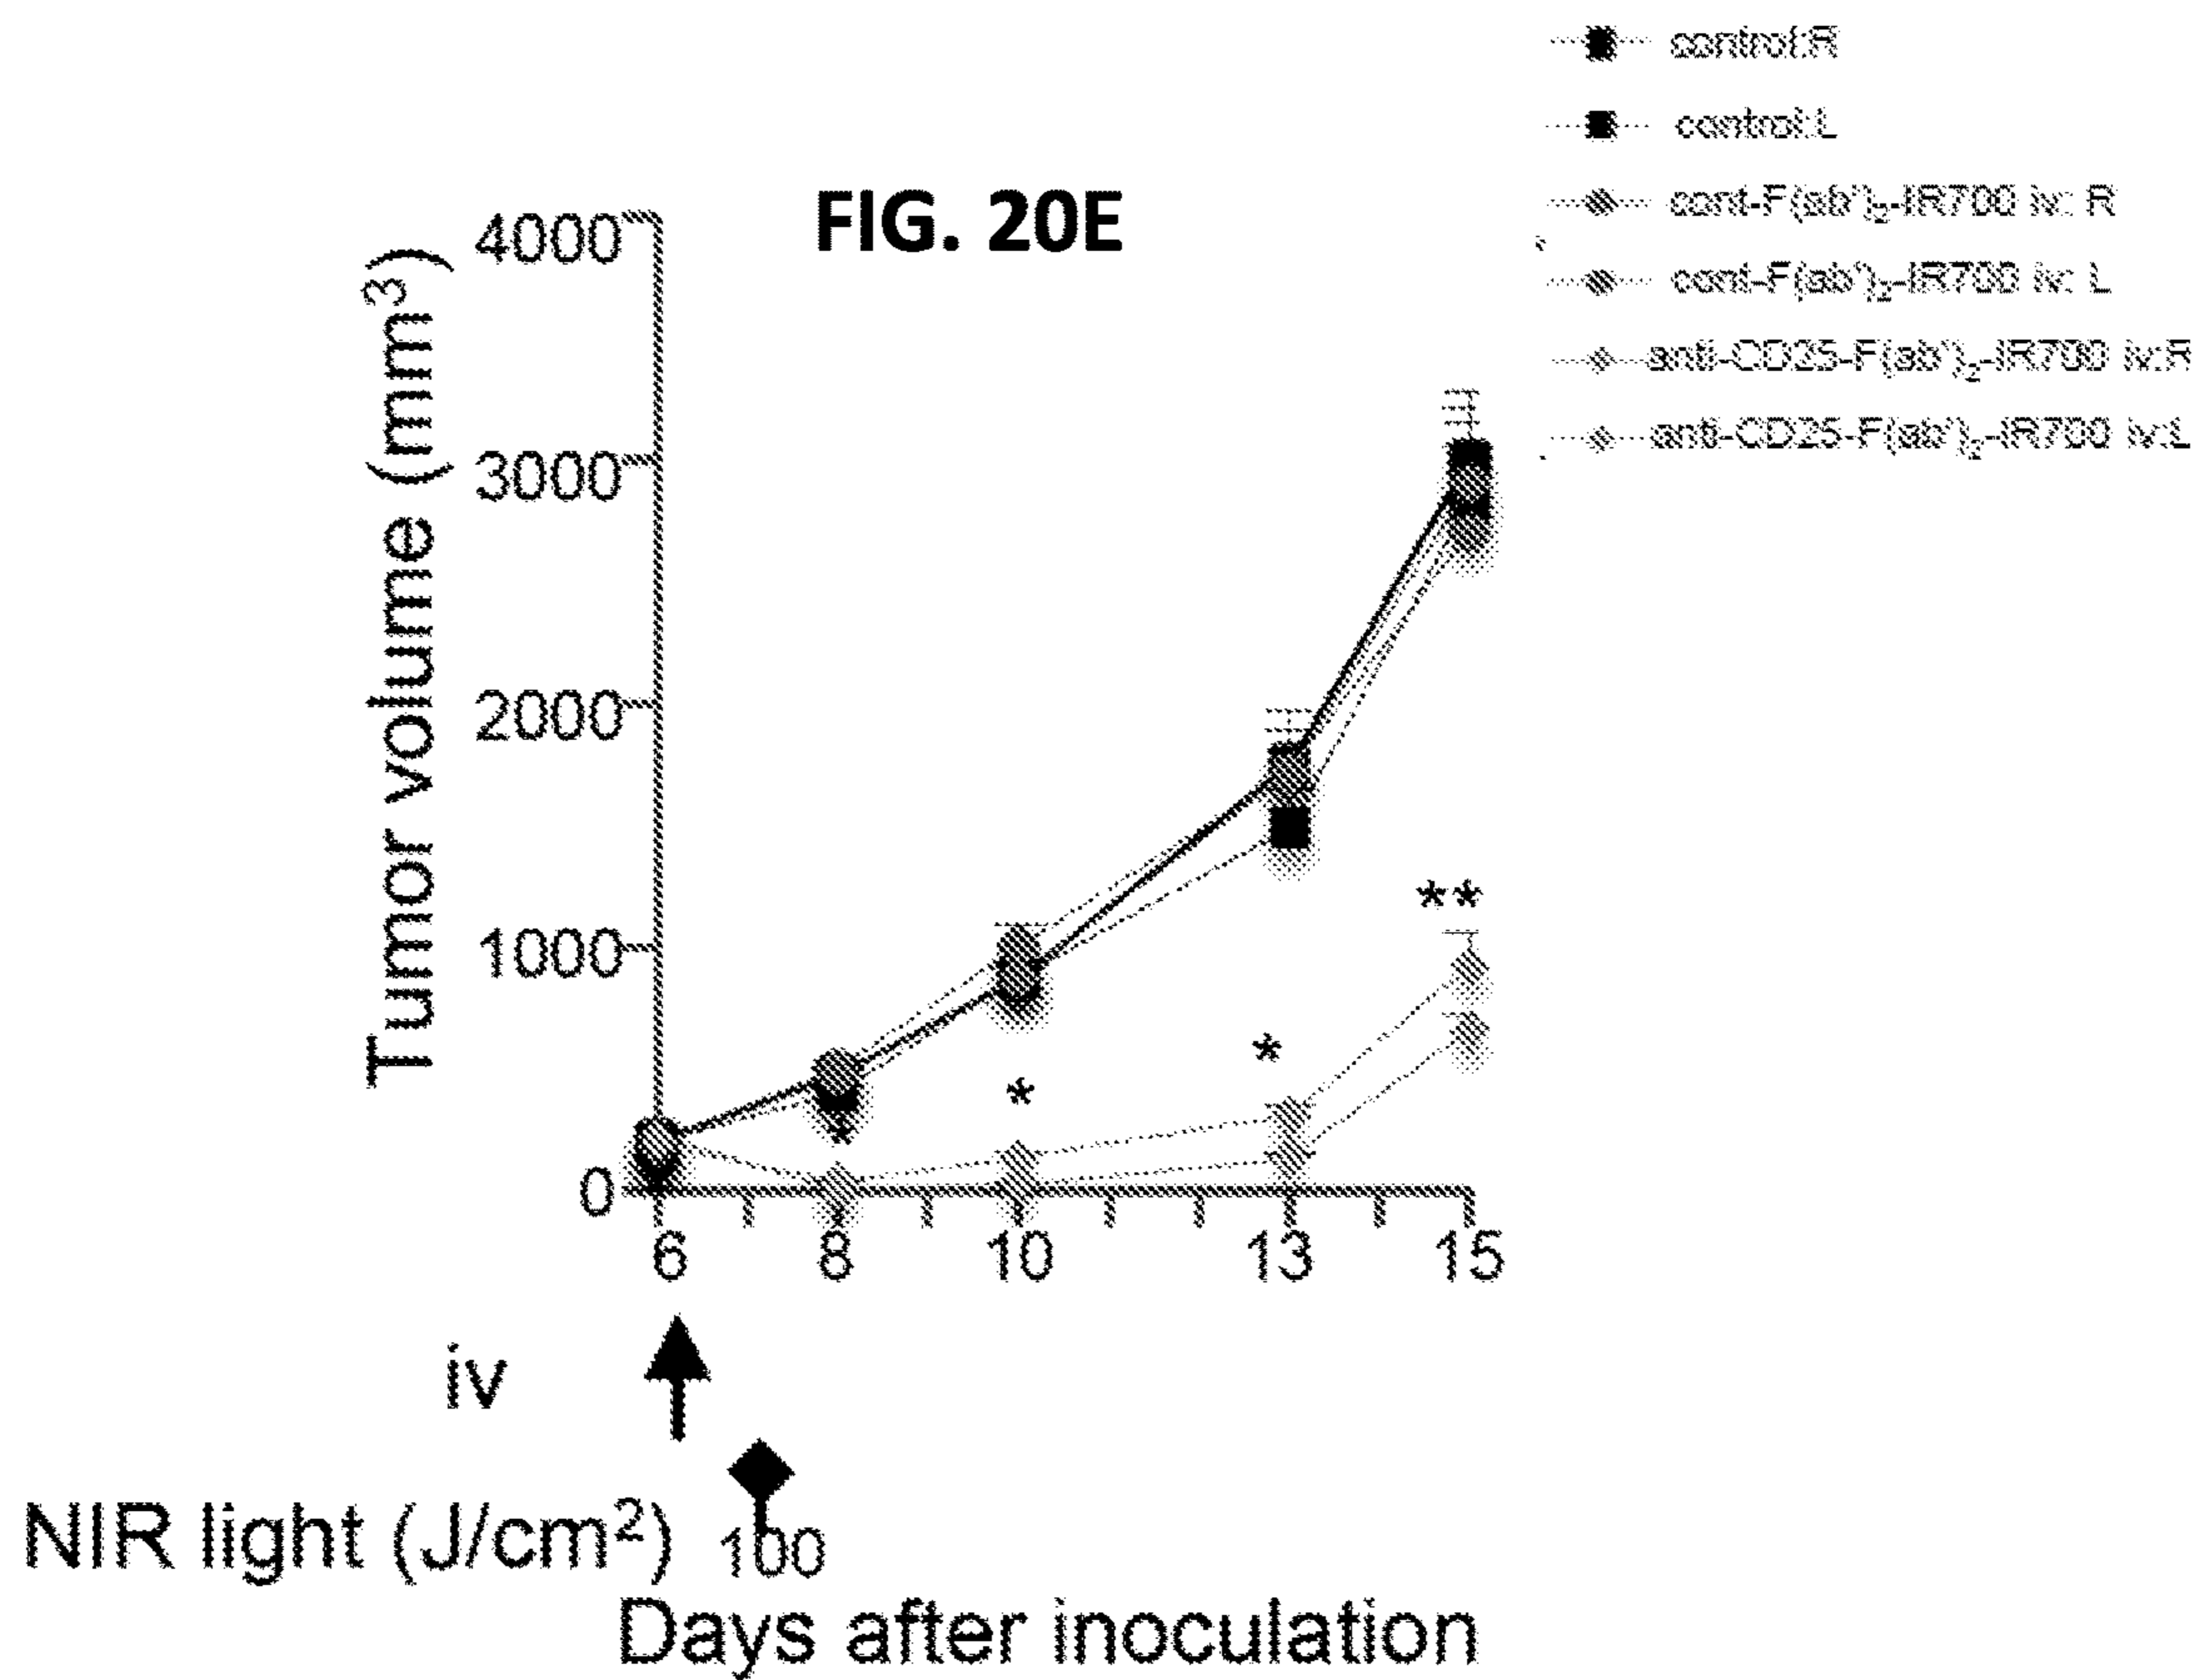 control:R
control:L
cont-F(ab')₂-IR700 iv: R
cont-F(ab')₂-IR700 iv: L
anti-CD25-F(ab')₂-IR700 iv:R
anti-CD25-F(ab')₂-IR700 iv:L
FIG. 20E
Tumor volume (mm³)
4000
3000
2000
1000
0
**
*
*
*
6 8 10 13 15
iv
NIR light (J/cm²) 100
Days after inoculation